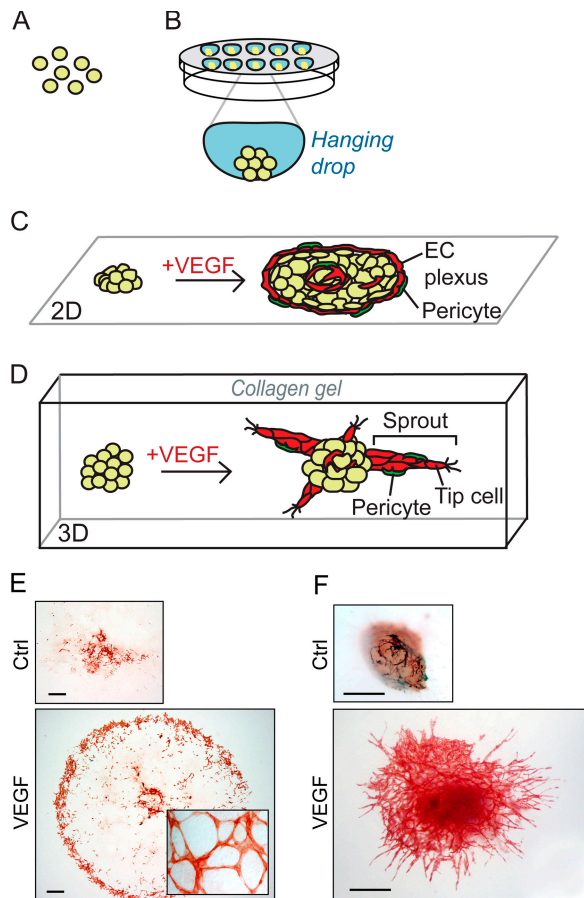 A
B
Hanging
drop
C
+VEGF
EC
plexus
Pericyte
2D
D
Collagen gel
Sprout
+VEGF
Tip cell
Pericyte
3D
E
F
Ctrl
Ctrl
VEGF
VEGF